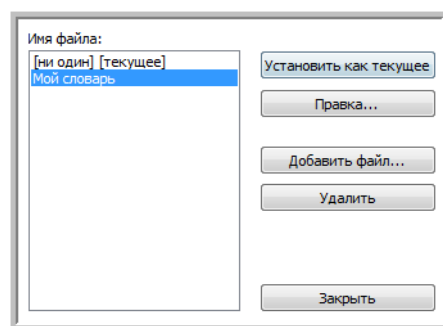 Имя файла:
[ни один] [текущее]
Мой словарь
Установить как текущее
Правка...
Добавить файл...
Удалить
Закрыть